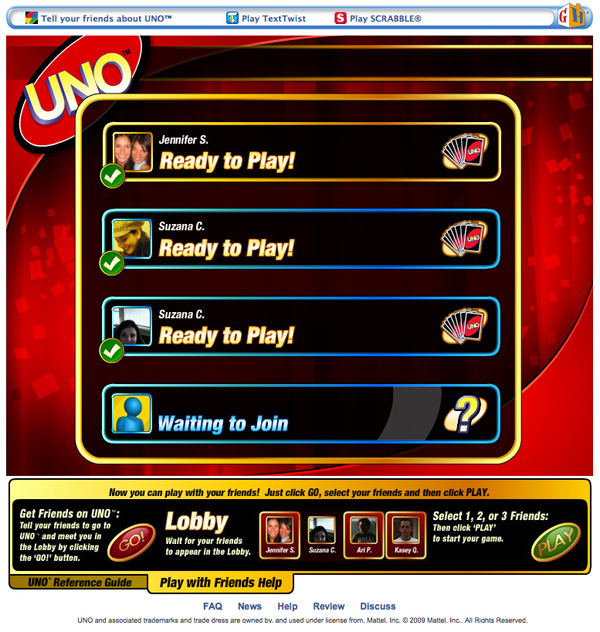 Tell your friends about UNO™
Play TextTwist
Play SCRABBLE®
G H
UNO™
Jennifer S.
Ready to Play!
UNO
Suzana C.
Ready to Play!
UNO
Suzana C.
Ready to Play!
UNO
Waiting to Join
?
Now you can play with your friends! Just click GO, select your friends and then click PLAY.
Get Friends on UNO™:
Tell your friends to go to
UNO™ and meet you in
the Lobby by clicking
the 'GO!' button.
GO!
Lobby
Wait for your friends
to appear in the Lobby.
Jennifer S.
Suzana C.
Ari P.
Kasey Q.
Select 1, 2, or 3 Friends:
Then click 'PLAY'
to start your game.
PLAY
UNO™ Reference Guide
Play with Friends Help
FAQ
News
Help
Review
Discuss
UNO and associated trademarks and trade dress are owned by, and used under license from, Mattel, Inc. © 2009 Mattel, Inc., All Rights Reserved.